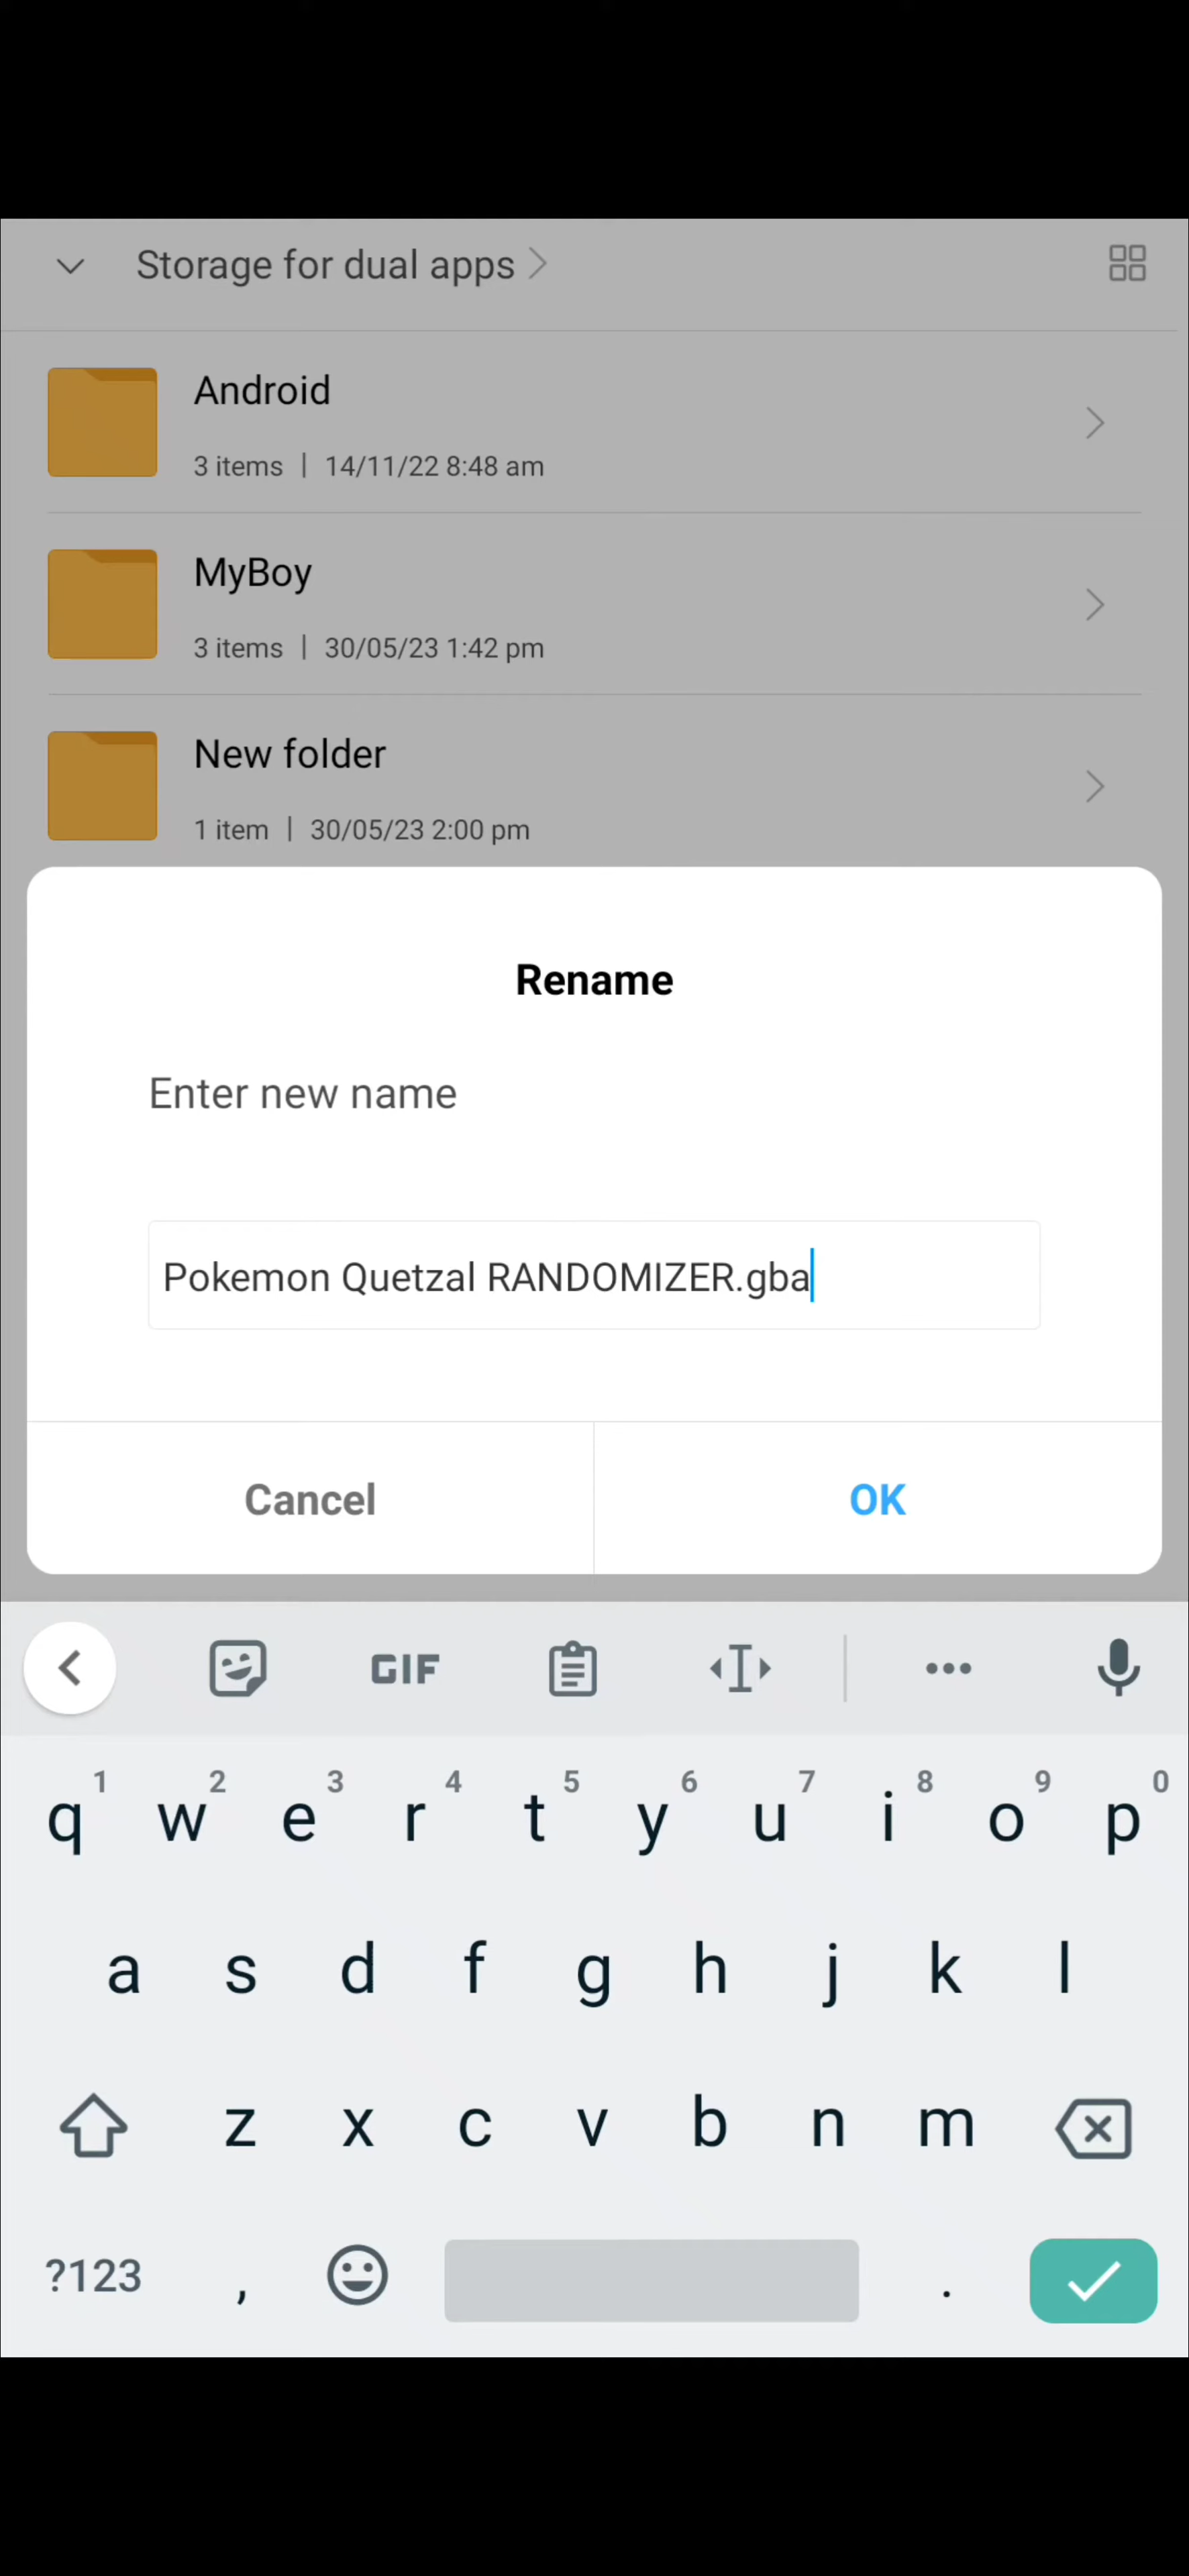 Storage for dual apps
Android
3 items | 14/11/22 8:48 am
MyBoy
3 items | 30/05/23 1:42 pm
New folder
1 item | 30/05/23 2:00 pm
Rename
Enter new name
Pokemon Quetzal RANDOMIZER.gba
Cancel OK
GIF
1 2 3 4 5 6 7 8 9 0
q w e r t y u i o p
a s d f g h j k l
z x c v b n m
?123 , .